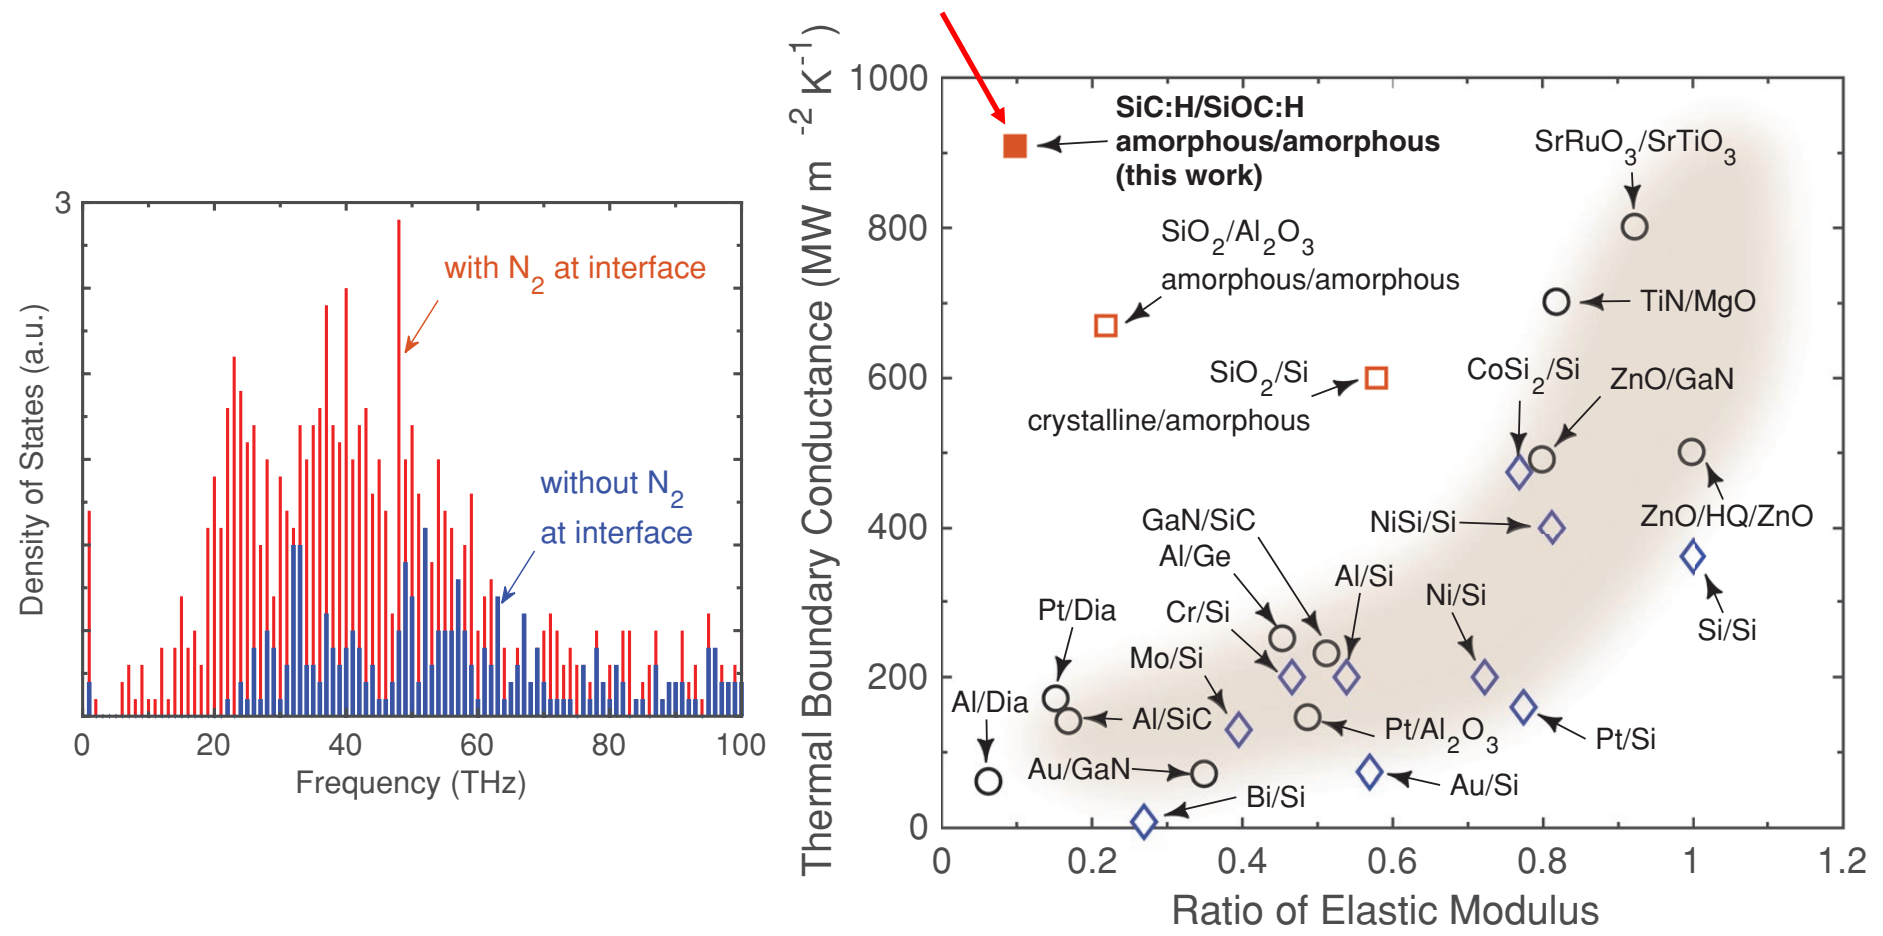 3
with N2 at interface
without N2
at interface
Density of States (a.u.)
0 20 40 60 80 100
Frequency (THz)
Thermal Boundary Conductance (MW m-2 K-1)
1000
800
600
400
200
0
SiC:H/SiOC:H
amorphous/amorphous
(this work)
SrRuO3/SrTiO3
SiO2/Al2O3
amorphous/amorphous
TiN/MgO
SiO2/Si
crystalline/amorphous
CoSi2/Si
ZnO/GaN
GaN/SiC
NiSi/Si
ZnO/HQ/ZnO
Al/Ge
Al/Si
Pt/Dia
Cr/Si
Ni/Si
Si/Si
Mo/Si
Al/Dia
Al/SiC
Pt/Al2O3
Pt/Si
Au/GaN
Au/Si
Bi/Si
0 0.2 0.4 0.6 0.8 1 1.2
Ratio of Elastic Modulus